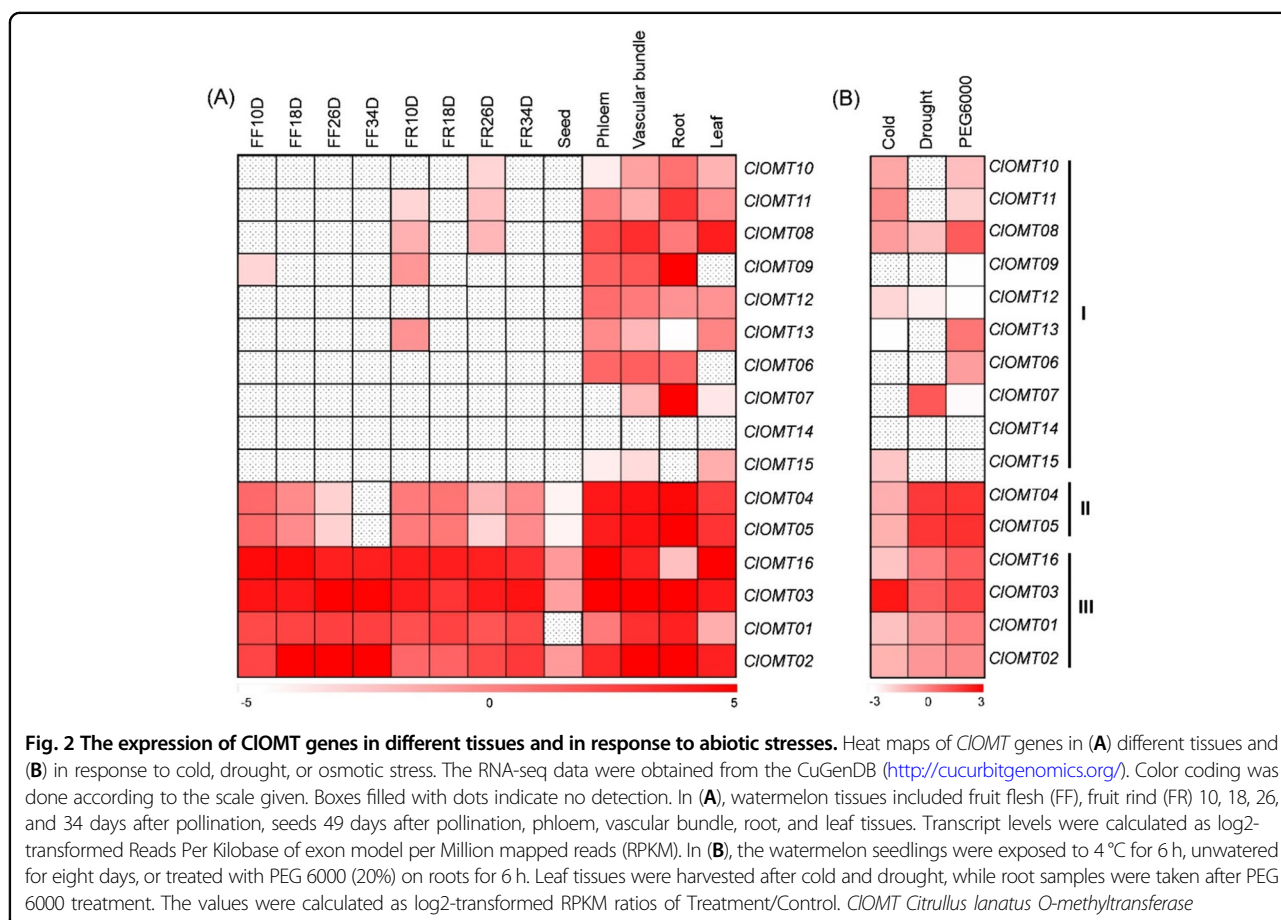 (A)
FF10D
FF18D
FF26D
FF34D
FR10D
FR18D
FR26D
FR34D
Seed
Phloem
Vascular bundle
Root
Leaf
ClOMT10
ClOMT11
ClOMT08
ClOMT09
ClOMT12
ClOMT13
ClOMT06
ClOMT07
ClOMT14
ClOMT15
ClOMT04
ClOMT05
ClOMT16
ClOMT03
ClOMT01
ClOMT02
-5 0 5
(B)
Cold
Drought
PEG6000
ClOMT10
ClOMT11
ClOMT08
ClOMT09
ClOMT12
ClOMT13
ClOMT06
ClOMT07
ClOMT14
ClOMT15
ClOMT04
ClOMT05
ClOMT16
ClOMT03
ClOMT01
ClOMT02
I
II
III
-3 0 3
Fig. 2 The expression of ClOMT genes in different tissues and in response to abiotic stresses. Heat maps of ClOMT genes in (A) different tissues and
(B) in response to cold, drought, or osmotic stress. The RNA-seq data were obtained from the CuGenDB (http://cucurbitgenomics.org/). Color coding was
done according to the scale given. Boxes filled with dots indicate no detection. In (A), watermelon tissues included fruit flesh (FF), fruit rind (FR) 10, 18, 26,
and 34 days after pollination, seeds 49 days after pollination, phloem, vascular bundle, root, and leaf tissues. Transcript levels were calculated as log2-
transformed Reads Per Kilobase of exon model per Million mapped reads (RPKM). In (B), the watermelon seedlings were exposed to 4 °C for 6 h, unwatered
for eight days, or treated with PEG 6000 (20%) on roots for 6 h. Leaf tissues were harvested after cold and drought, while root samples were taken after PEG
6000 treatment. The values were calculated as log2-transformed RPKM ratios of Treatment/Control. ClOMT Citrullus lanatus O-methyltransferase